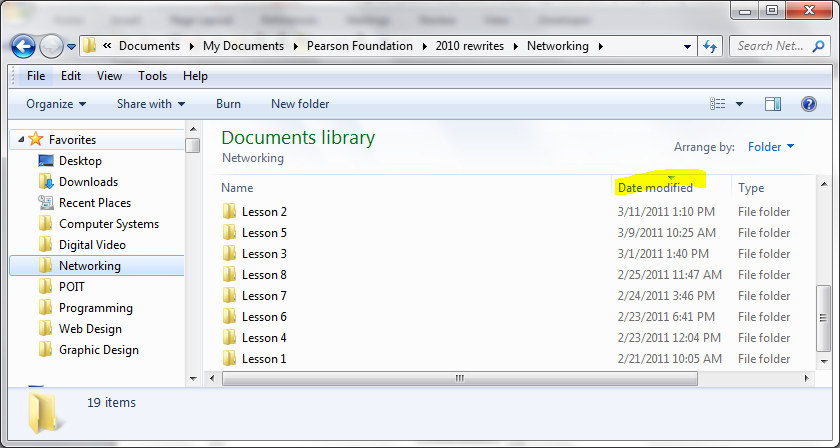 « Documents My Documents Pearson Foundation 2010 rewrites Networking Search Net...
File Edit View Tools Help
Organize Share with Burn New folder
Favorites
Desktop
Downloads
Recent Places
Computer Systems
Digital Video
Networking
POIT
Programming
Web Design
Graphic Design
Documents library
Networking
Arrange by: Folder
Name Date modified Type
Lesson 2 3/11/2011 1:10 PM File folder
Lesson 5 3/9/2011 10:25 AM File folder
Lesson 3 3/1/2011 1:40 PM File folder
Lesson 8 2/25/2011 11:47 AM File folder
Lesson 7 2/24/2011 3:46 PM File folder
Lesson 6 2/23/2011 6:41 PM File folder
Lesson 4 2/23/2011 12:04 PM File folder
Lesson 1 2/21/2011 10:05 AM File folder
19 items